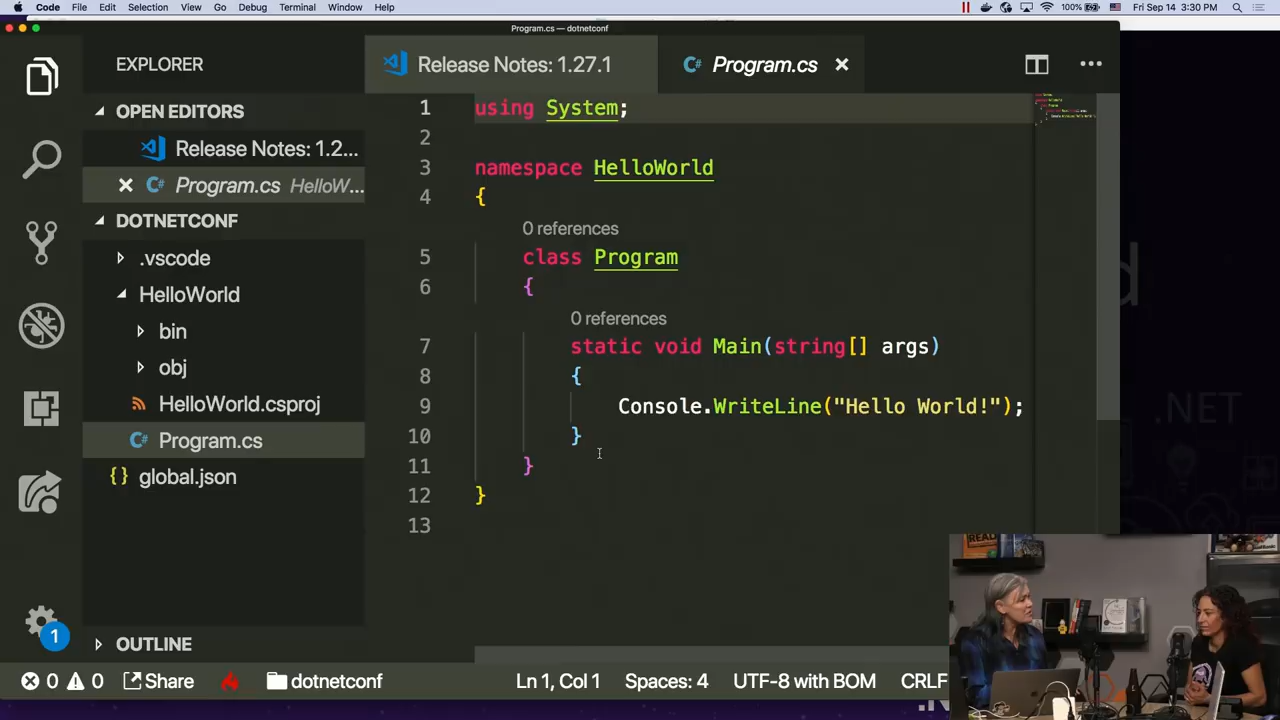 Code File Edit Selection View Go Debug Terminal Window Help 100% Fri Sep 14 3:30 PM
Program.cs — dotnetconf
EXPLORER
OPEN EDITORS
Release Notes: 1.2...
Program.cs HelloW...
DOTNETCONF
.vscode
HelloWorld
bin
obj
HelloWorld.csproj
Program.cs
global.json
OUTLINE
1
Release Notes: 1.27.1
Program.cs
1 using System;
2
3 namespace HelloWorld
4 {
0 references
5 class Program
6 {
0 references
7 static void Main(string[] args)
8 {
9 Console.WriteLine("Hello World!");
10 }
11 }
12 }
13
0 0 Share dotnetconf Ln 1, Col 1 Spaces: 4 UTF-8 with BOM CRLF
d
.NET